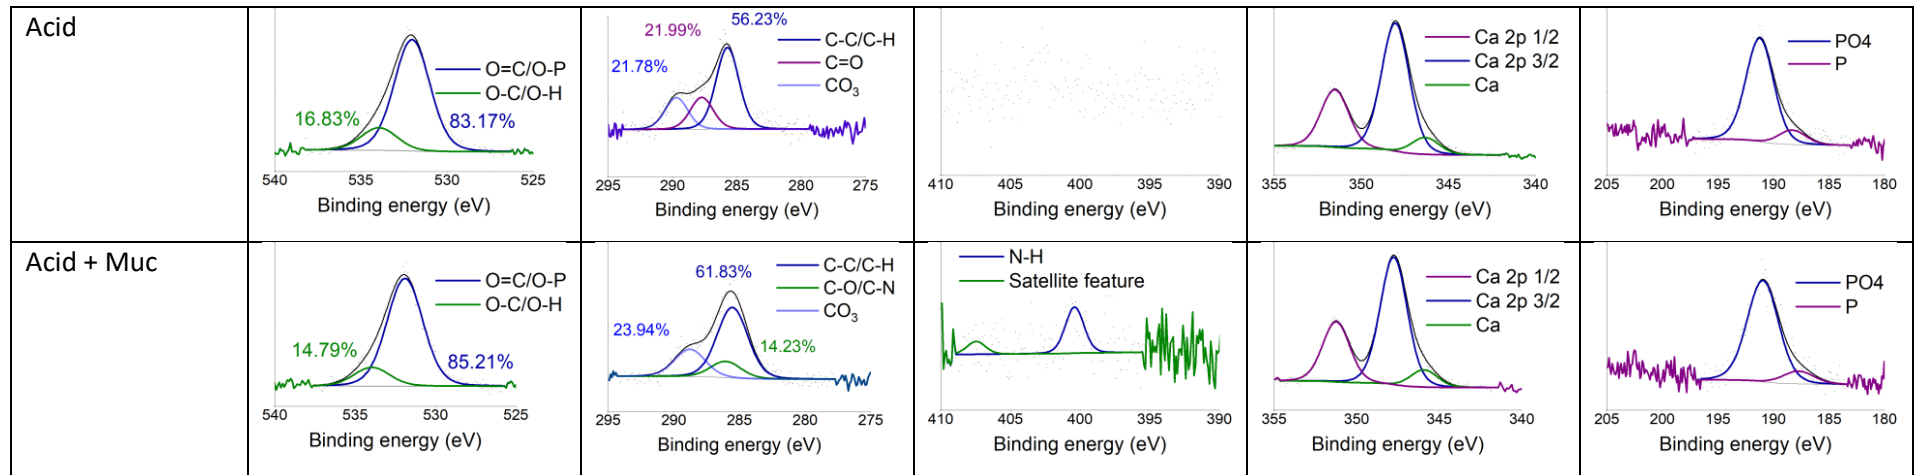 Acid
O=C/O-P
O-C/O-H
16.83%
83.17%
540 535 530 525
Binding energy (eV)
56.23%
21.99%
21.78%
C-C/C-H
C=O
CO3
295 290 285 280 275
Binding energy (eV)
410 405 400 395 390
Binding energy (eV)
Ca 2p 1/2
Ca 2p 3/2
Ca
355 350 345 340
Binding energy (eV)
PO4
P
205 200 195 190 185 180
Binding energy (eV)
Acid + Muc
O=C/O-P
O-C/O-H
14.79%
85.21%
540 535 530 525
Binding energy (eV)
61.83%
23.94%
14.23%
C-C/C-H
C-O/C-N
CO3
295 290 285 280 275
Binding energy (eV)
N-H
Satellite feature
410 405 400 395 390
Binding energy (eV)
Ca 2p 1/2
Ca 2p 3/2
Ca
355 350 345 340
Binding energy (eV)
PO4
P
205 200 195 190 185 180
Binding energy (eV)